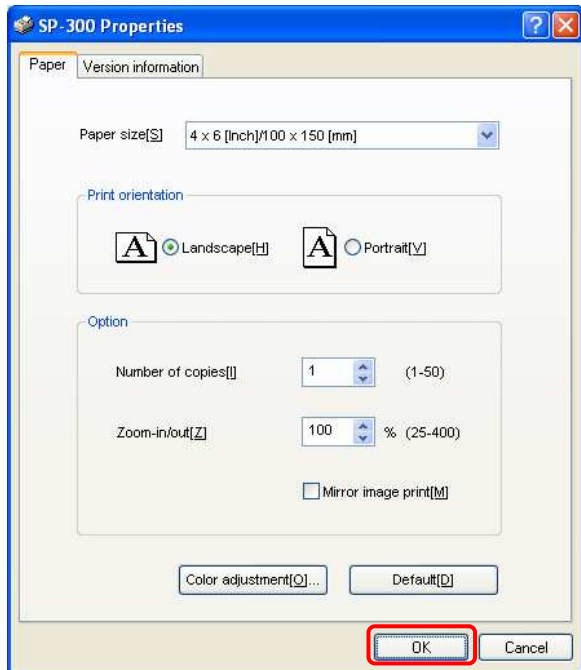 SP-300 Properties
Paper
Version information
Paper size[S]
4 x 6 [Inch]/100 x 150 [mm]
Print orientation
A
Landscape[H]
A
Portrait[V]
Option
Number of copies[I]
1
(1-50)
Zoom-in/out[Z]
100
% (25-400)
Mirror image print[M]
Color adjustment[O]...
Default[D]
OK
Cancel